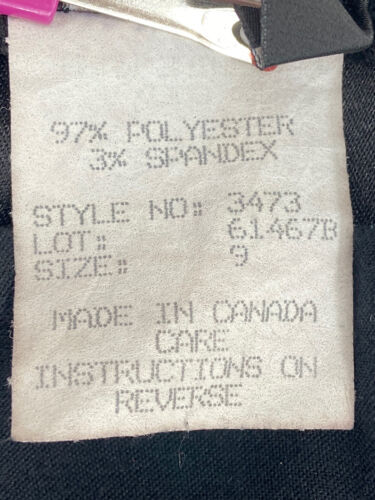 97% POLYESTER
3% SPANDEX
STYLE NO: 3473
LOT: 61467B
SIZE: 9
MADE IN CANADA
CARE
INSTRUCTIONS ON
REVERSE